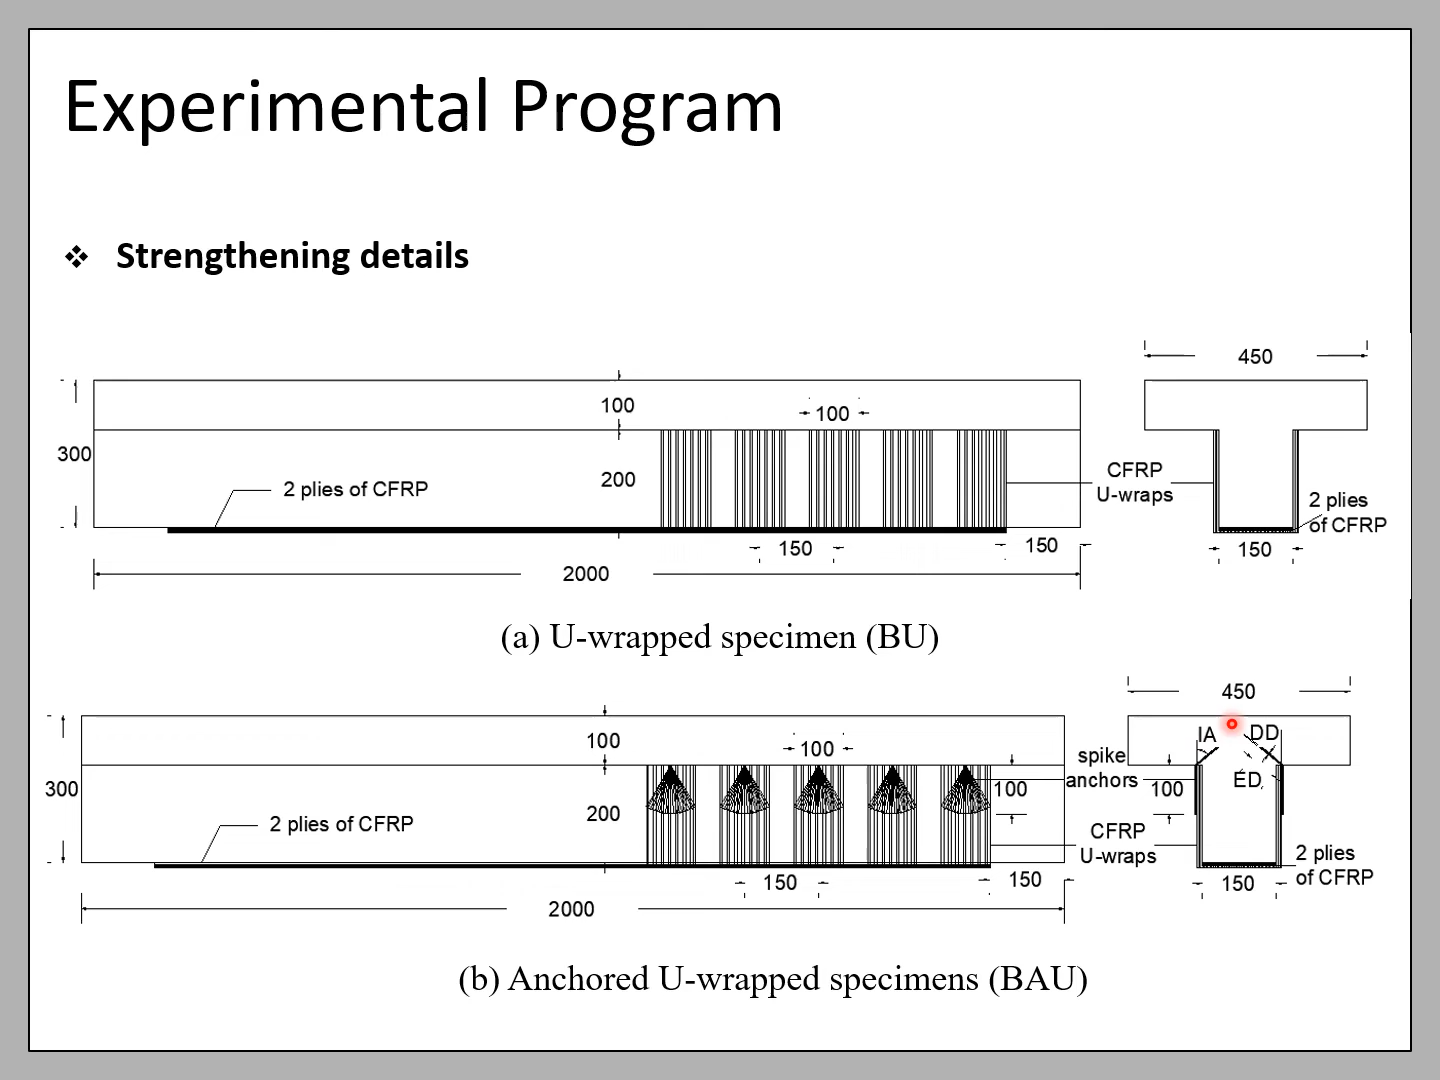 Experimental Program
❖ Strengthening details
450
100
100
300
CFRP
U-wraps
200
2 plies of CFRP
2 plies
of CFRP
150
150
150
2000
(a) U-wrapped specimen (BU)
450
IA
DD
100
100
spike
anchors
ED
300
100
100
200
2 plies of CFRP
CFRP
U-wraps
2 plies
of CFRP
150
150
150
2000
(b) Anchored U-wrapped specimens (BAU)